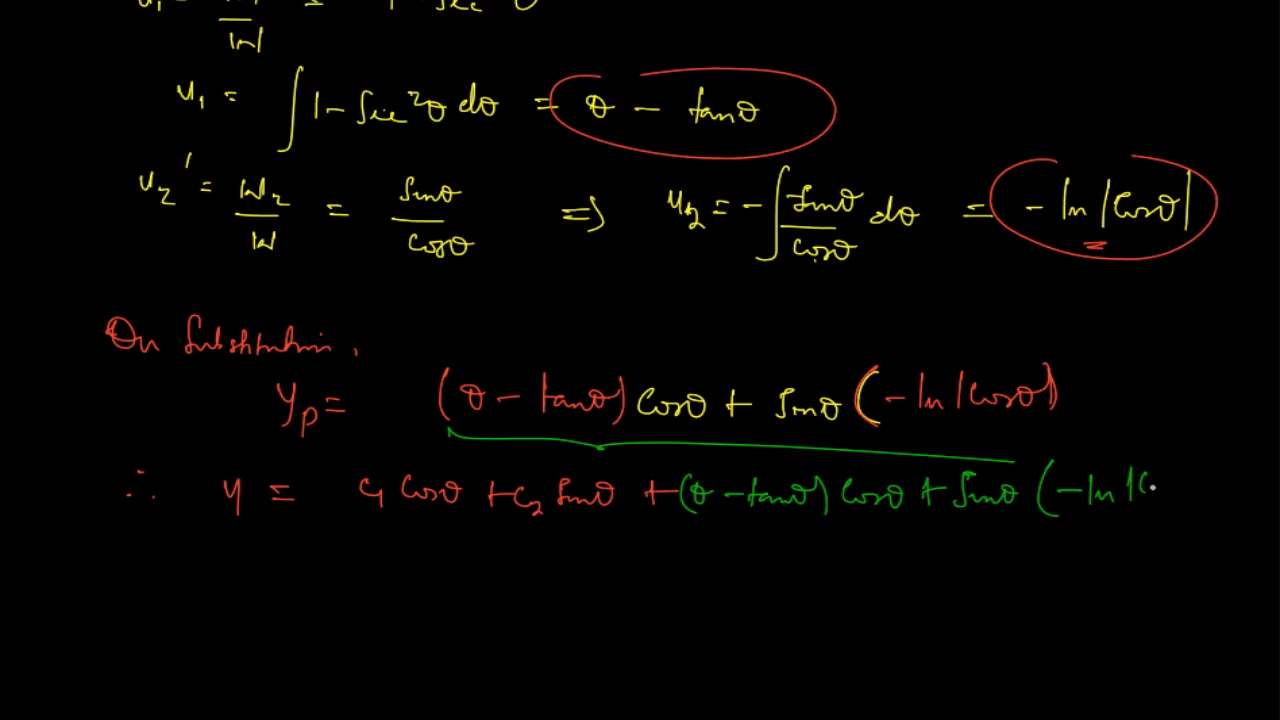 |W|
u₁ = ∫ 1 - Sec²θ dθ = θ - tanθ
u₂' = W₂/W = Sinθ/Cosθ ⇒ u₂ = -∫ Sinθ/Cosθ dθ = - ln |Cosθ|
On Substitution,
yₚ = (θ - tanθ) Cosθ + Sinθ (- ln |Cosθ|)
∴ y = c₁ Cosθ + c₂ Sinθ + (θ - tanθ) Cosθ + Sinθ (- ln |C